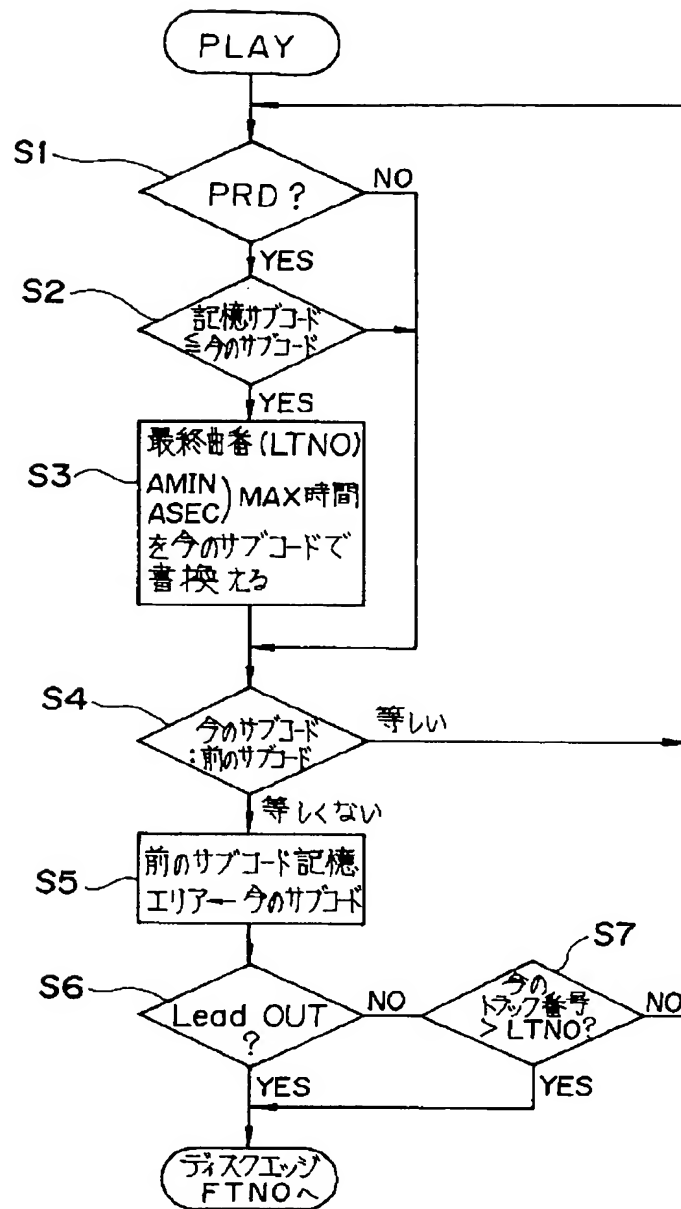 PLAY
S1
PRD?
NO
YES
S2
記憶サブコード
≦今のサブコード
YES
S3
最終曲番(LTNO)
AMIN
ASEC)MAX時間
を今のサブコードで
書換える
S4
今のサブコード
:前のサブコード
等しい
等しくない
S5
前のサブコード記憶
エリア←今のサブコード
S6
Lead OUT
?
NO
YES
S7
今の
トラック番号
>LTNO?
NO
YES
ディスクエッジ
FTNOへ